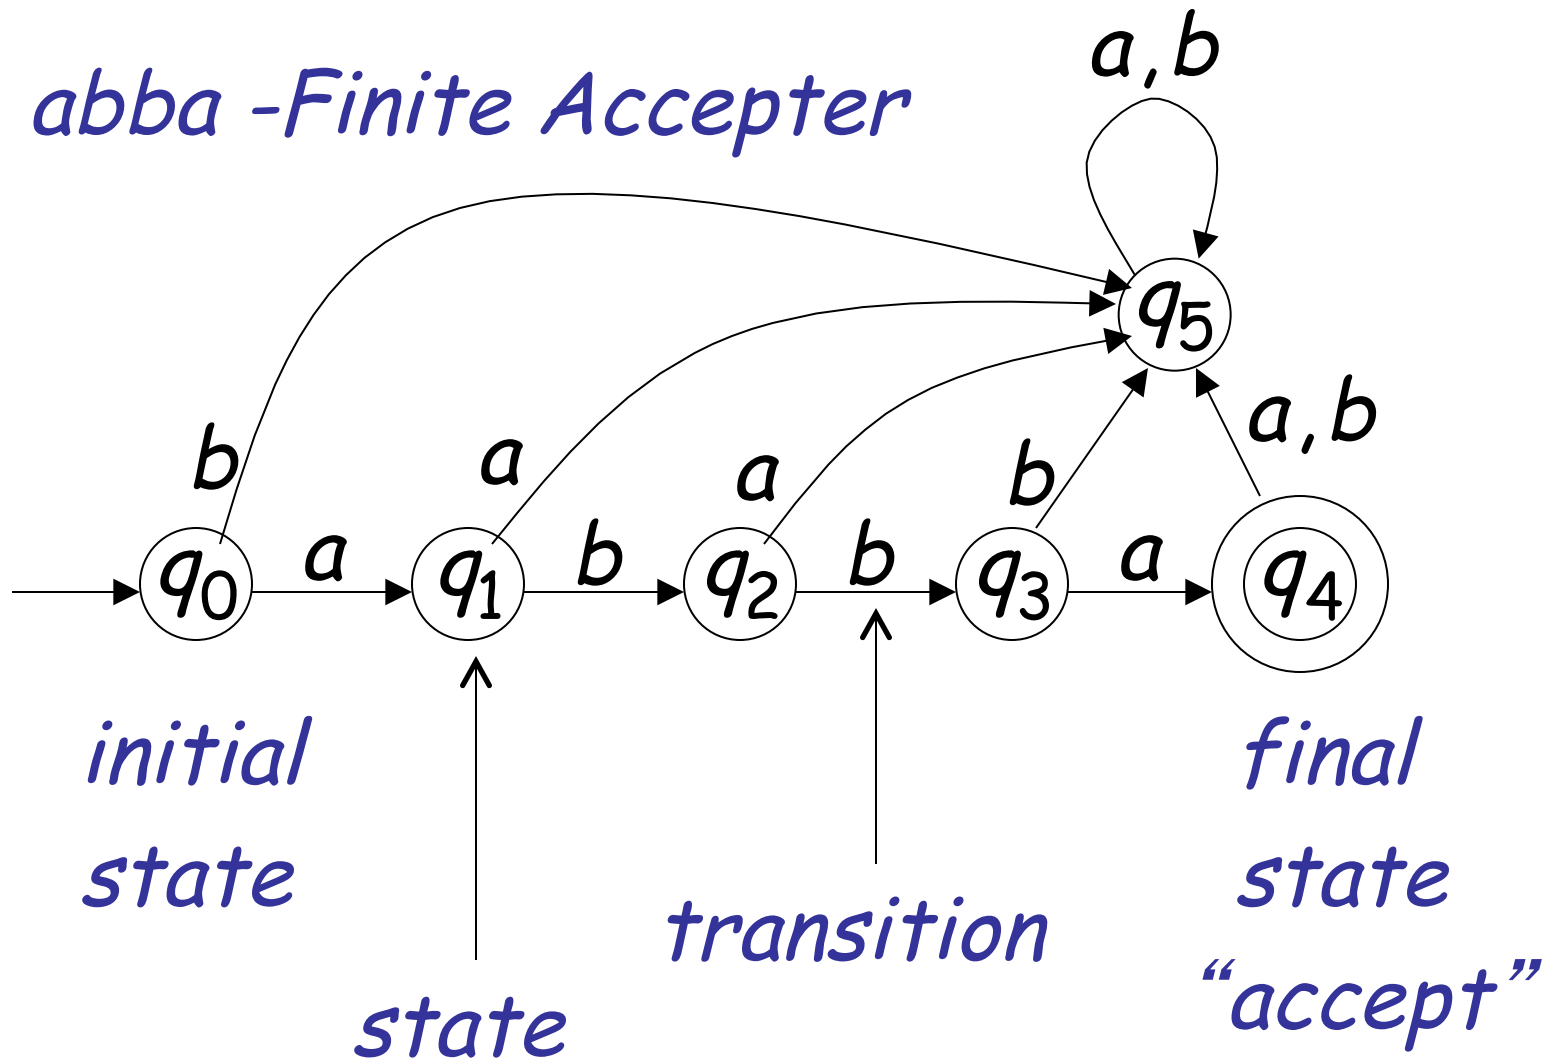 a,b
abba -Finite Accepter
q5
a,b
b a a b
q0 a q1 b q2 b q3 a q4
initial
state
state
transition
final
state
“accept”